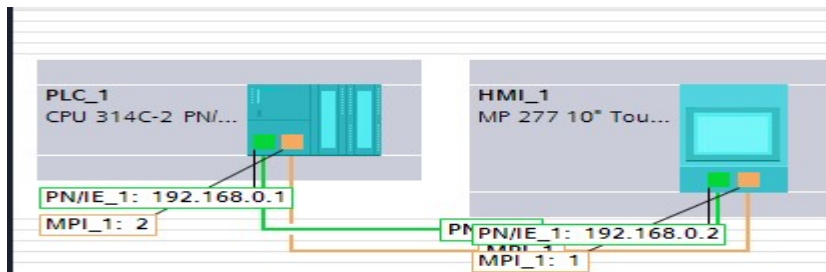 PLC_1
CPU 314C-2 PN/...
HMI_1
MP 277 10" Tou...
PN/IE_1: 192.168.0.1
MPI_1: 2
PN/IE_1: 192.168.0.2
MPI_1: 1